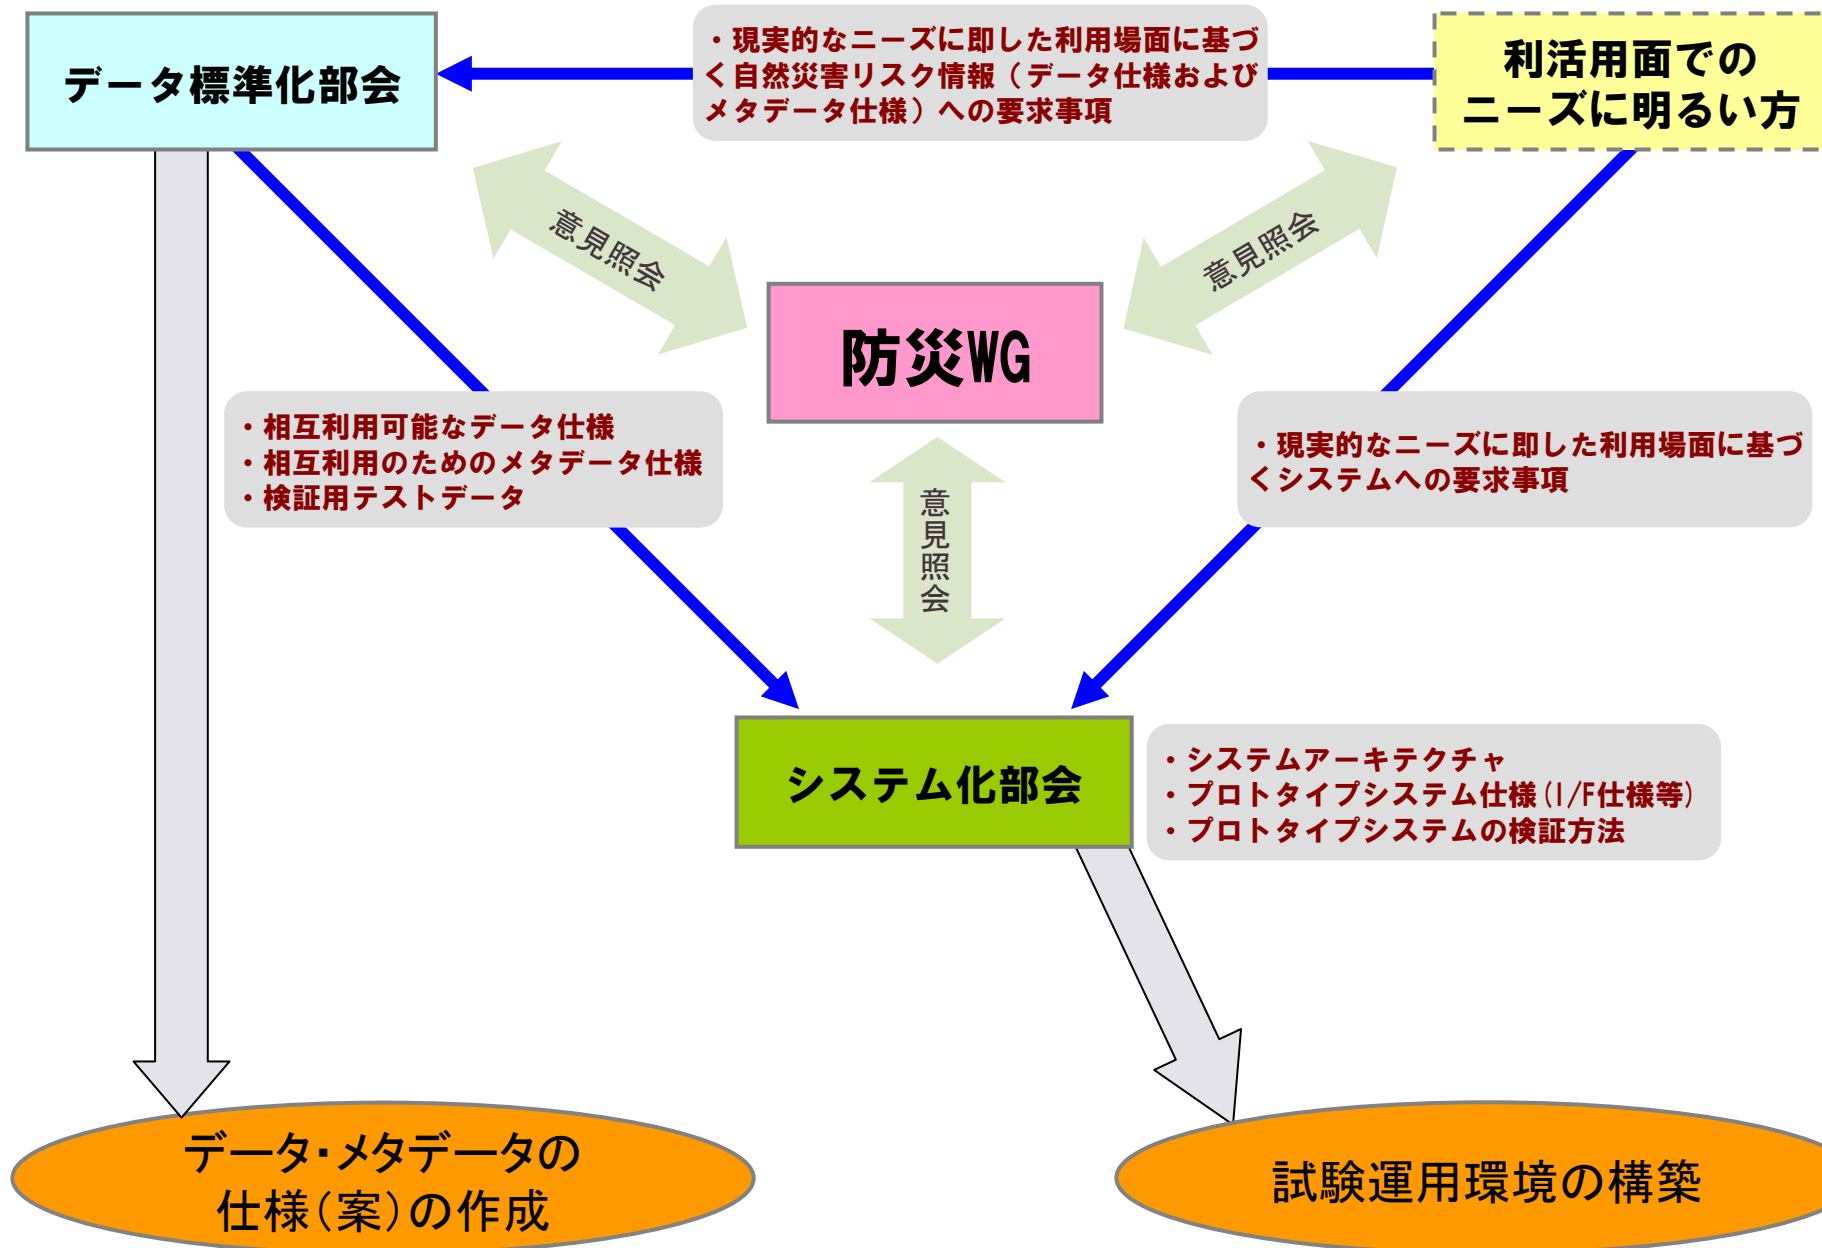 データ標準化部会
・現実的なニーズに即した利用場面に基づ
く自然災害リスク情報（データ仕様および
メタデータ仕様）への要求事項
利活用面での
ニーズに明るい方
意見照会
意見照会
防災WG
・相互利用可能なデータ仕様
・相互利用のためのメタデータ仕様
・検証用テストデータ
意見照会
・現実的なニーズに即した利用場面に基づ
くシステムへの要求事項
システム化部会
・システムアーキテクチャ
・プロトタイプシステム仕様(I/F仕様等)
・プロトタイプシステムの検証方法
データ・メタデータの
仕様(案)の作成
試験運用環境の構築